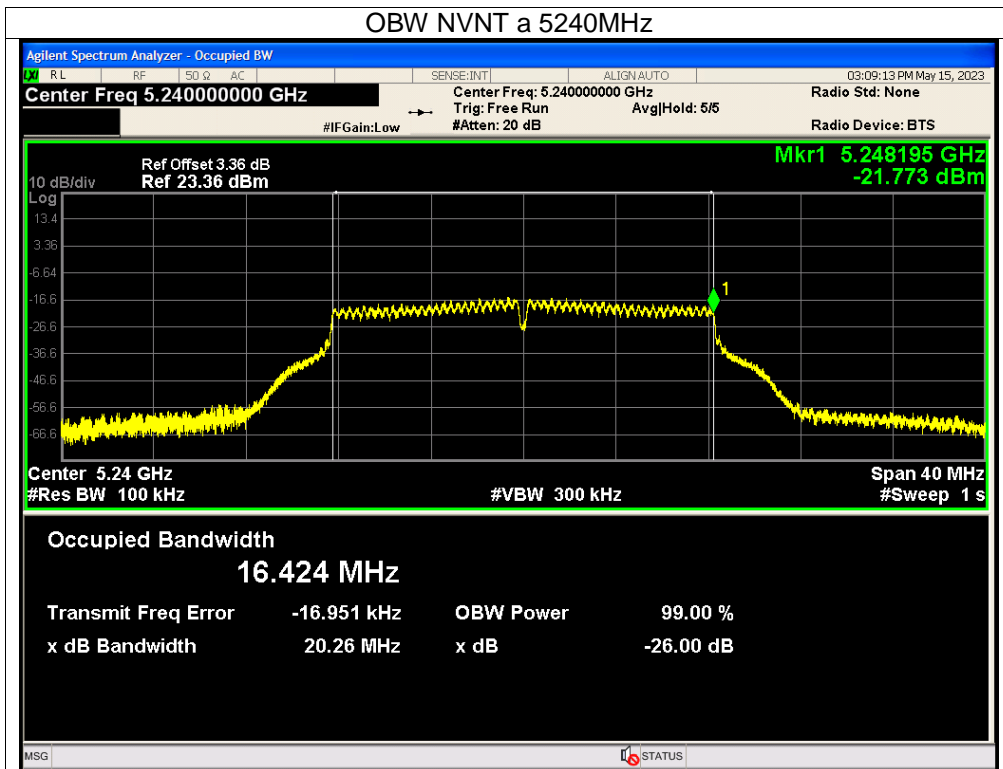 OBW NVNT a 5240MHz
Agilent Spectrum Analyzer - Occupied BW
LXI RL RF 50 Ω AC SENSE:INT ALIGN AUTO 03:09:13 PM May 15, 2023
Center Freq 5.240000000 GHz Center Freq: 5.240000000 GHz Radio Std: None
Trig: Free Run Avg|Hold: 5/5
#IFGain:Low #Atten: 20 dB Radio Device: BTS
Mkr1 5.248195 GHz
Ref Offset 3.36 dB
10 dB/div Ref 23.36 dBm -21.773 dBm
Log
13.4
3.36
-6.64
1
-16.6
-26.6
-36.6
-46.6
-56.6
-66.6
Center 5.24 GHz Span 40 MHz
#Res BW 100 kHz #VBW 300 kHz #Sweep 1 s
Occupied Bandwidth
16.424 MHz
Transmit Freq Error -16.951 kHz OBW Power 99.00 %
x dB Bandwidth 20.26 MHz x dB -26.00 dB
MSG STATUS